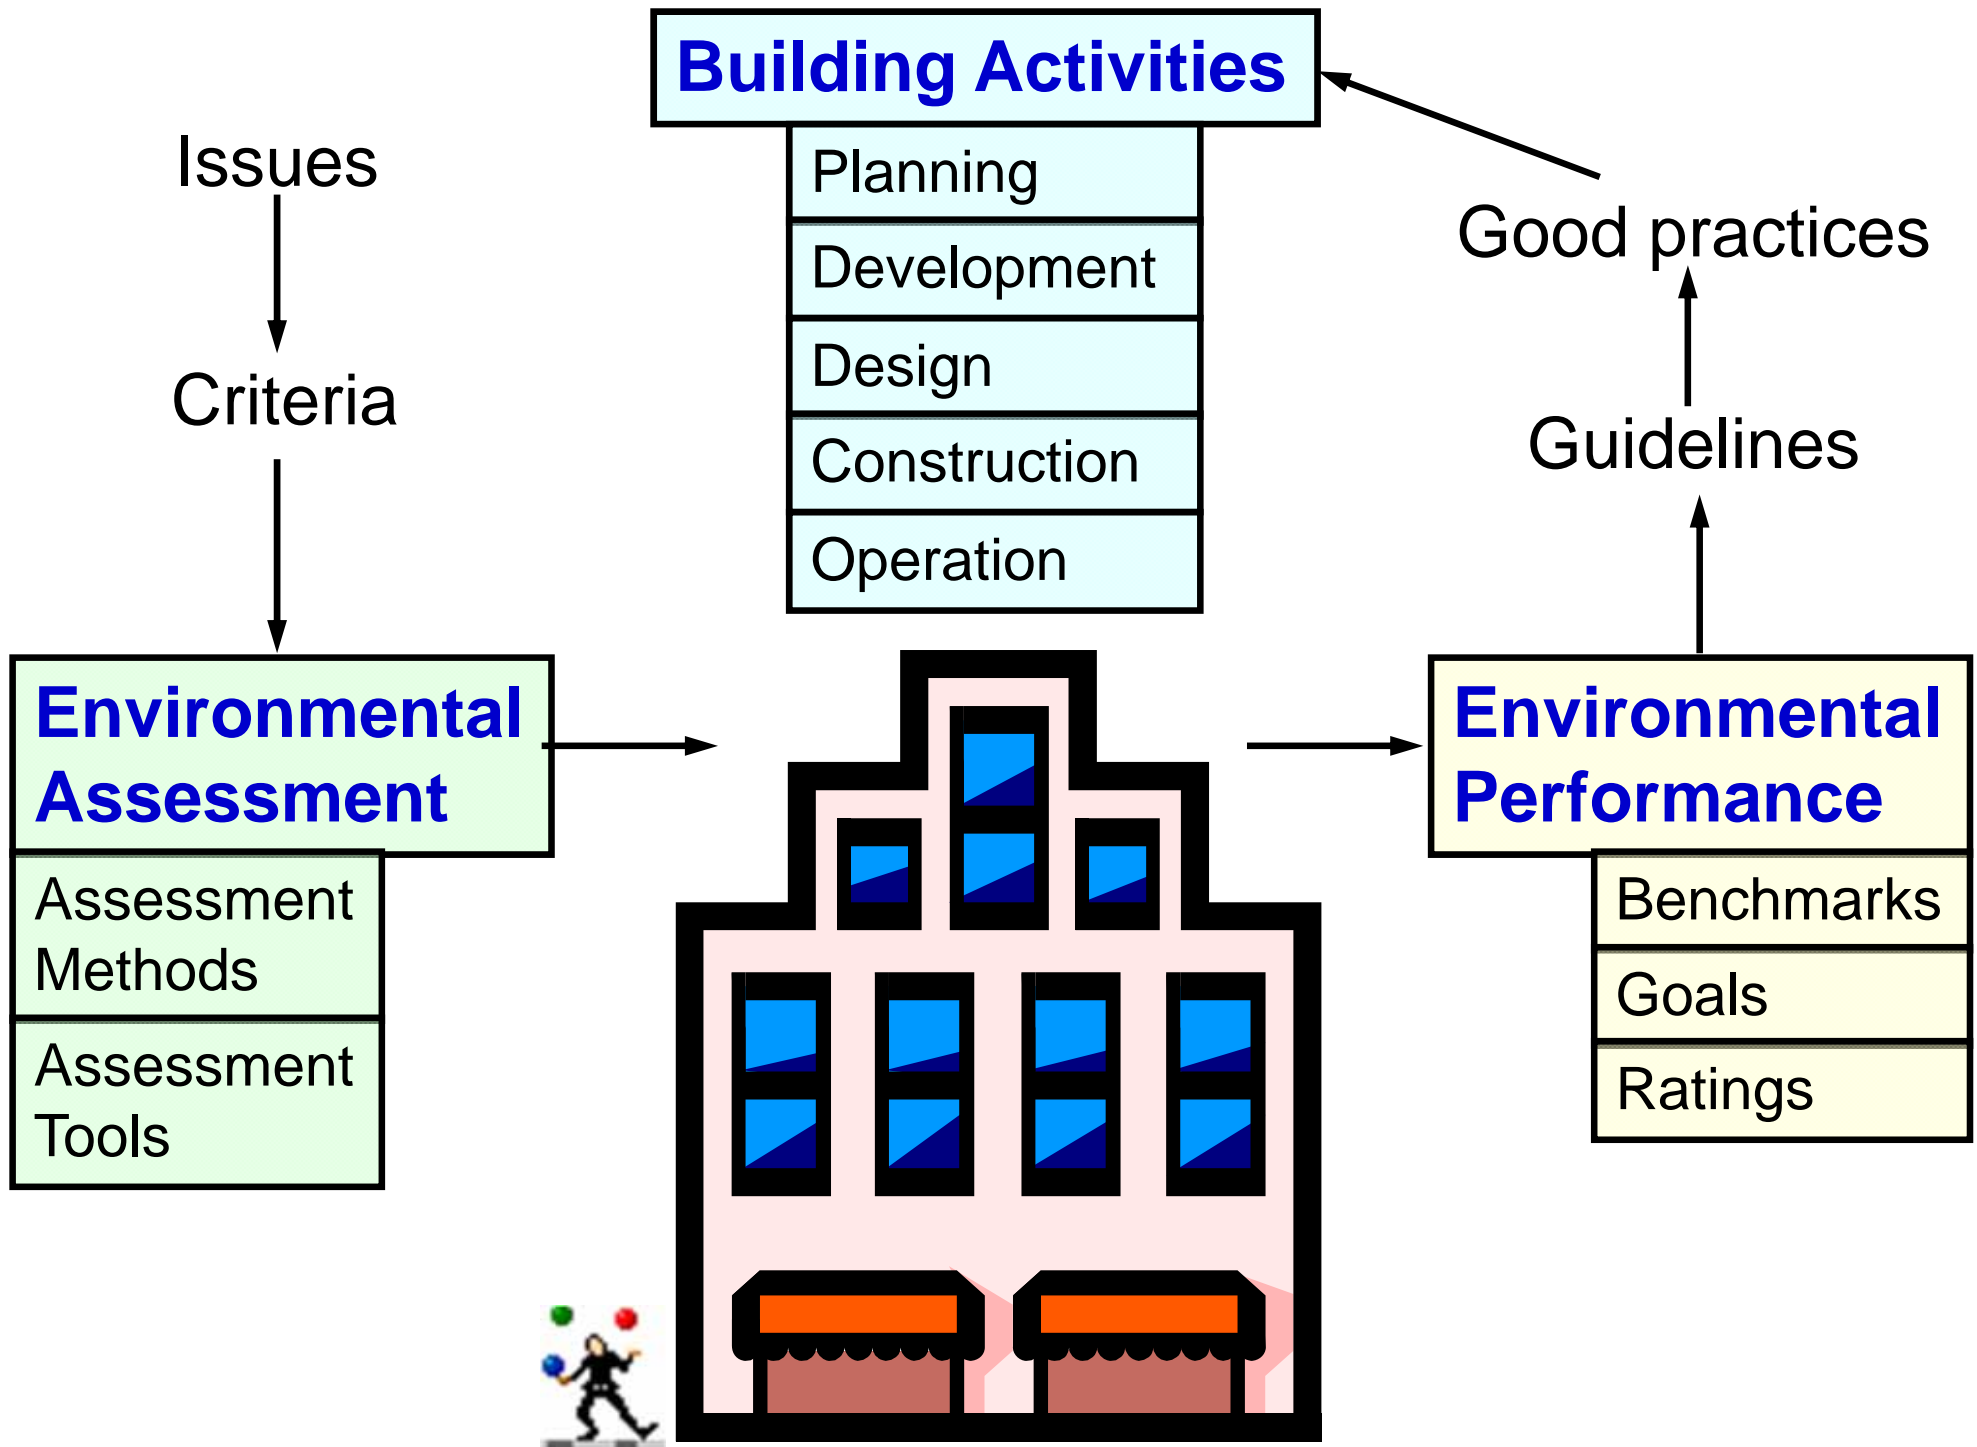 Building Activities
Planning
Development
Design
Construction
Operation
Issues
Criteria
Environmental
Assessment
Assessment
Methods
Assessment
Tools
Good practices
Guidelines
Environmental
Performance
Benchmarks
Goals
Ratings